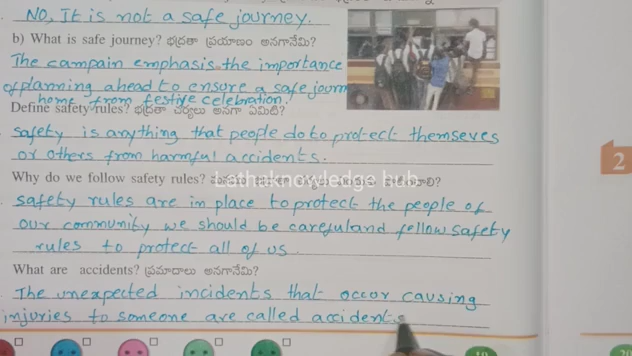 No, It is not a safe journey.
b) What is safe journey? భద్రతా ప్రయాణం అనగానేమి?
The campain emphasis the importance
of planning ahead to ensure a safe journ
home from festive celebration.
Define safety rules? భద్రతా చర్యలు అనగా ఏమిటి?
safety is anything that people do to protect themseves
or others from harmful accidents.
Why do we follow safety rules?
Lathaknowledge hub
safety rules are in place to protect the people of
our community we should be carefuland follow safety
rules to protect all of us.
What are accidents? ప్రమాదాలు అనగానేమి?
The unexpected incidents that occor causing
injuries to someone are called accidents
2